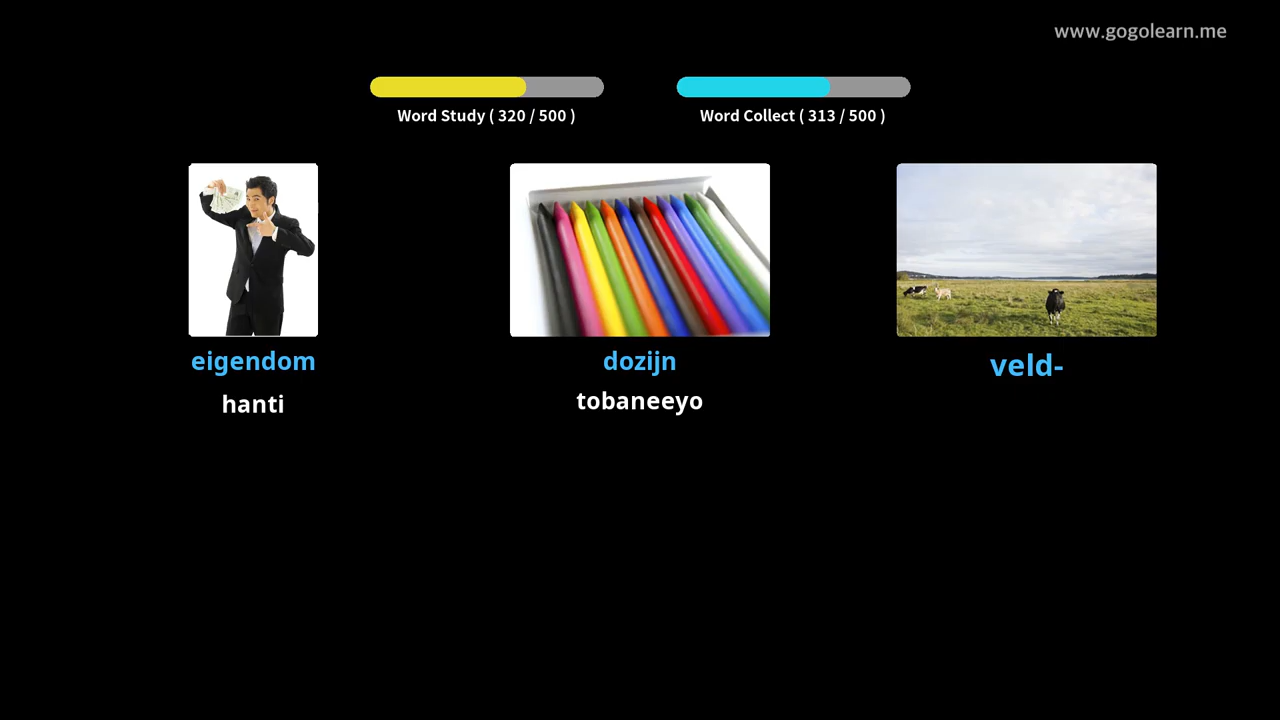 www.gogolearn.me
Word Study ( 320 / 500 )
Word Collect ( 313 / 500 )
eigendom
dozijn
veld-
hanti
tobaneeyo